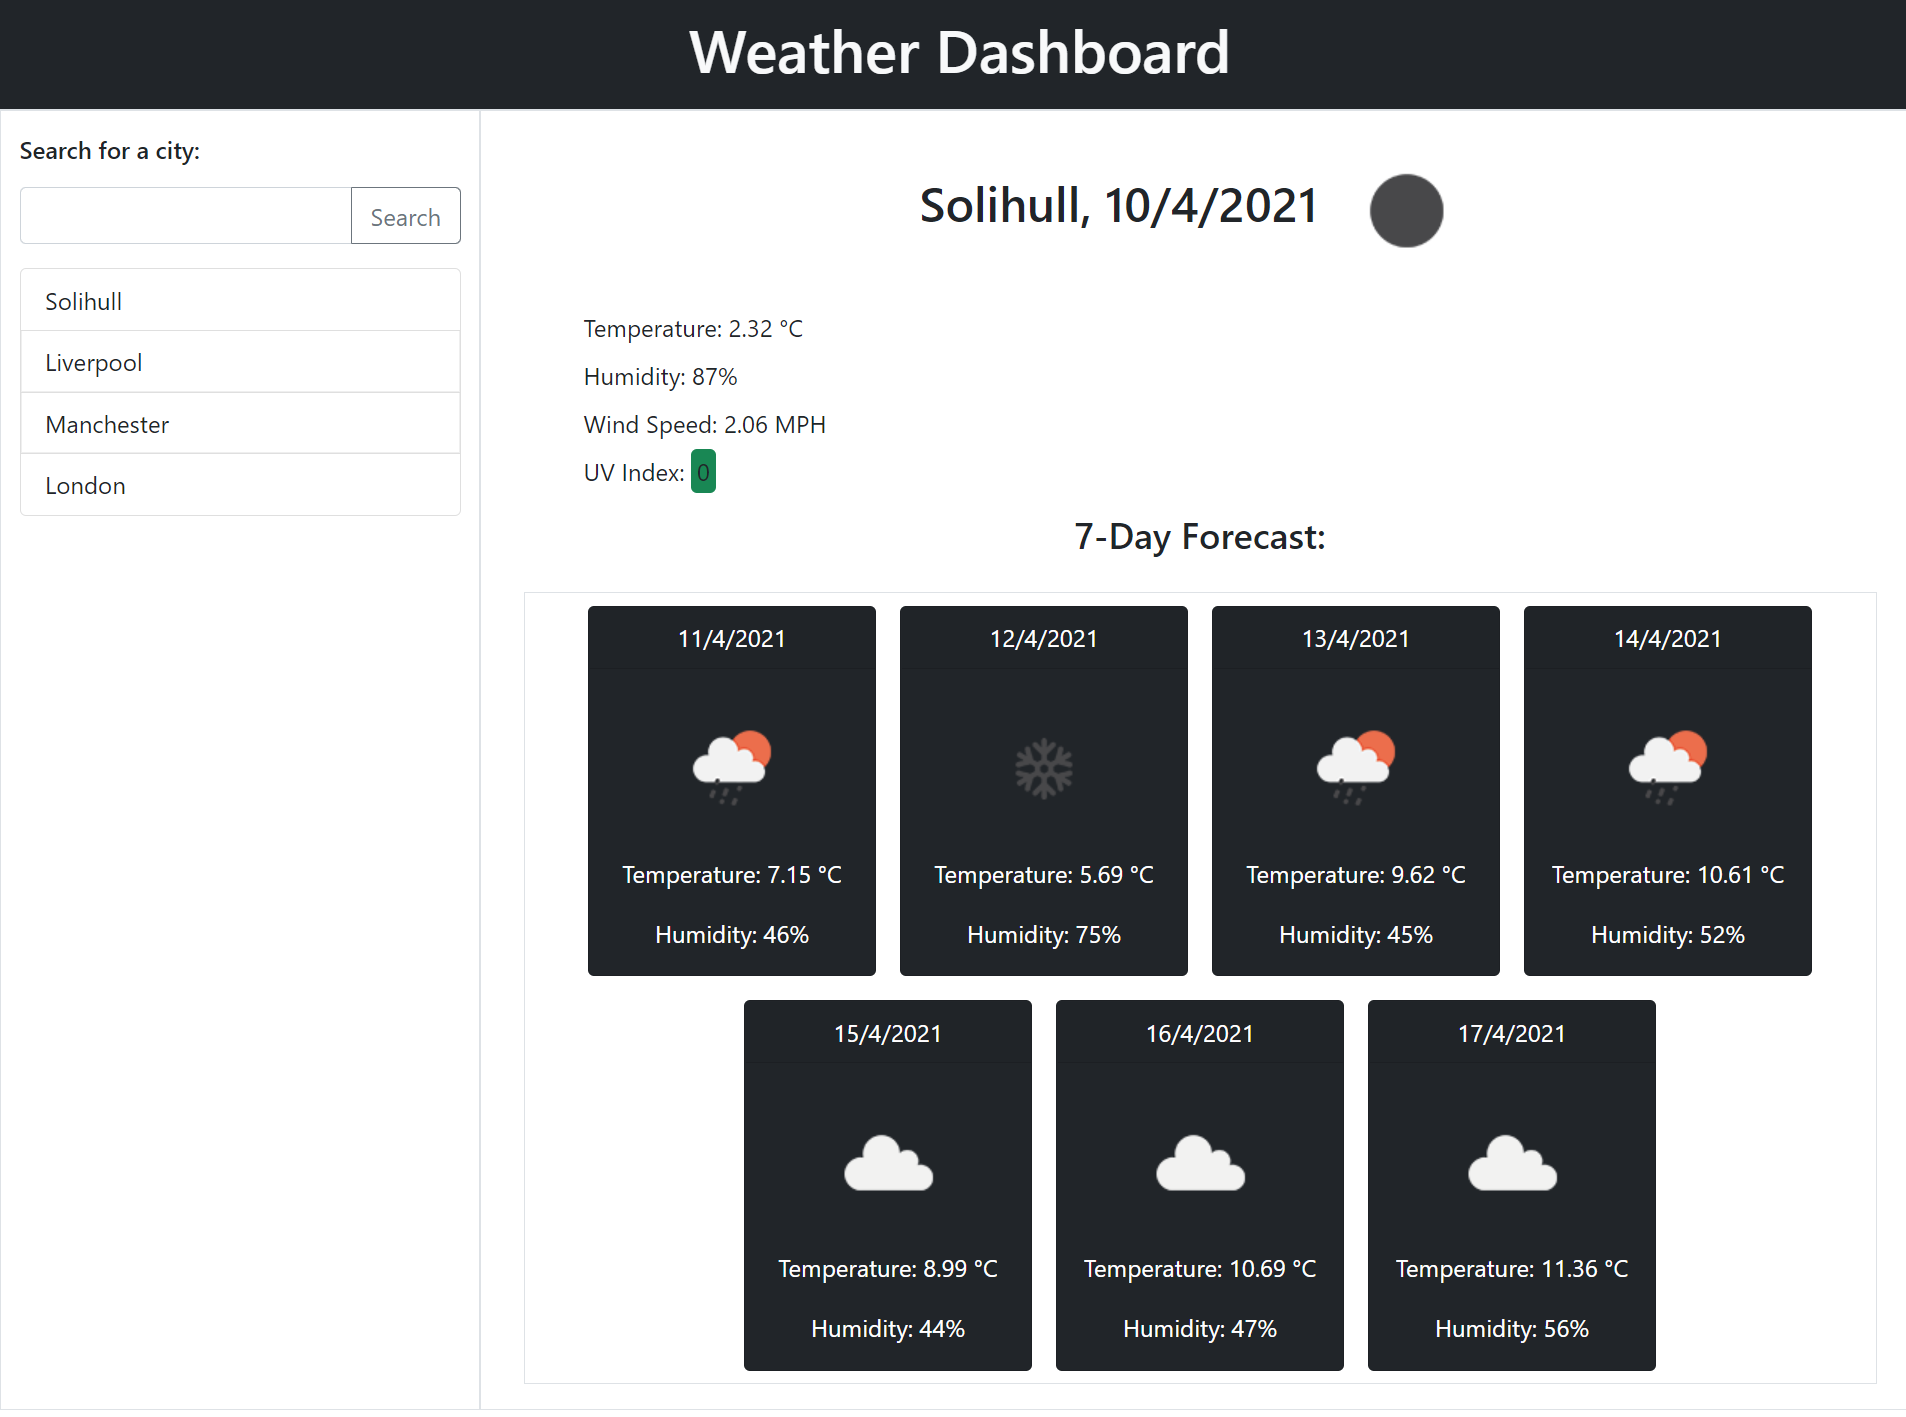 Weather Dashboard
Search for a city:
Search
Solihull
Liverpool
Manchester
London
Solihull, 10/4/2021
Temperature: 2.32 °C
Humidity: 87%
Wind Speed: 2.06 MPH
UV Index: 0
7-Day Forecast:
11/4/2021
Temperature: 7.15 °C
Humidity: 46%
12/4/2021
Temperature: 5.69 °C
Humidity: 75%
13/4/2021
Temperature: 9.62 °C
Humidity: 45%
14/4/2021
Temperature: 10.61 °C
Humidity: 52%
15/4/2021
Temperature: 8.99 °C
Humidity: 44%
16/4/2021
Temperature: 10.69 °C
Humidity: 47%
17/4/2021
Temperature: 11.36 °C
Humidity: 56%